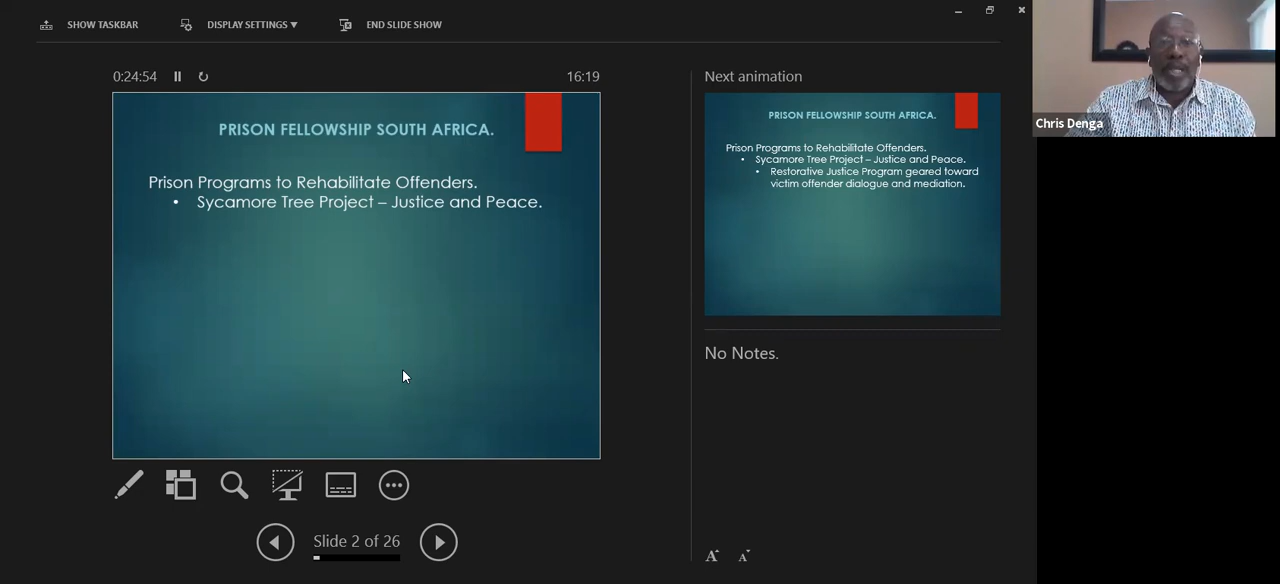 SHOW TASKBAR
DISPLAY SETTINGS ▼
END SLIDE SHOW
0:24:54
16:19
PRISON FELLOWSHIP SOUTH AFRICA.
Prison Programs to Rehabilitate Offenders.
• Sycamore Tree Project – Justice and Peace.
Slide 2 of 26
Next animation
PRISON FELLOWSHIP SOUTH AFRICA.
Prison Programs to Rehabilitate Offenders.
• Sycamore Tree Project – Justice and Peace.
• Restorative Justice Program geared toward
victim offender dialogue and mediation.
No Notes.
A A
Chris Denga